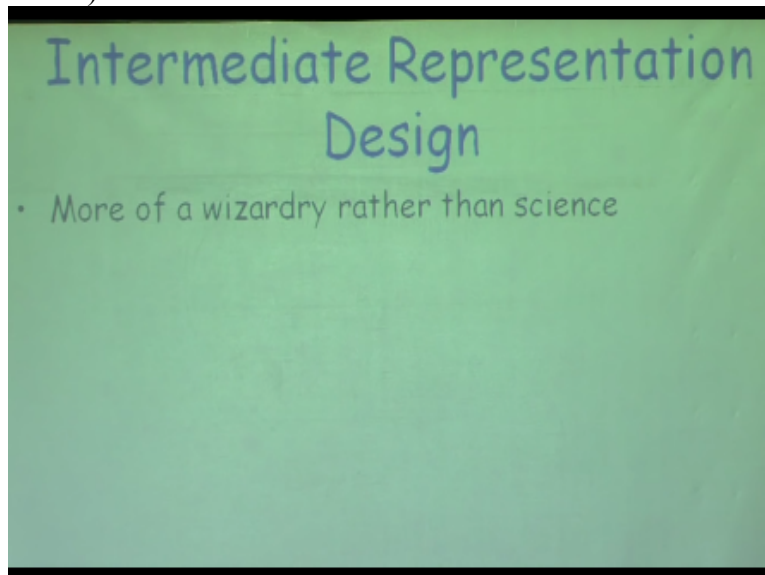 Intermediate Representation
Design
• More of a wizardry rather than science